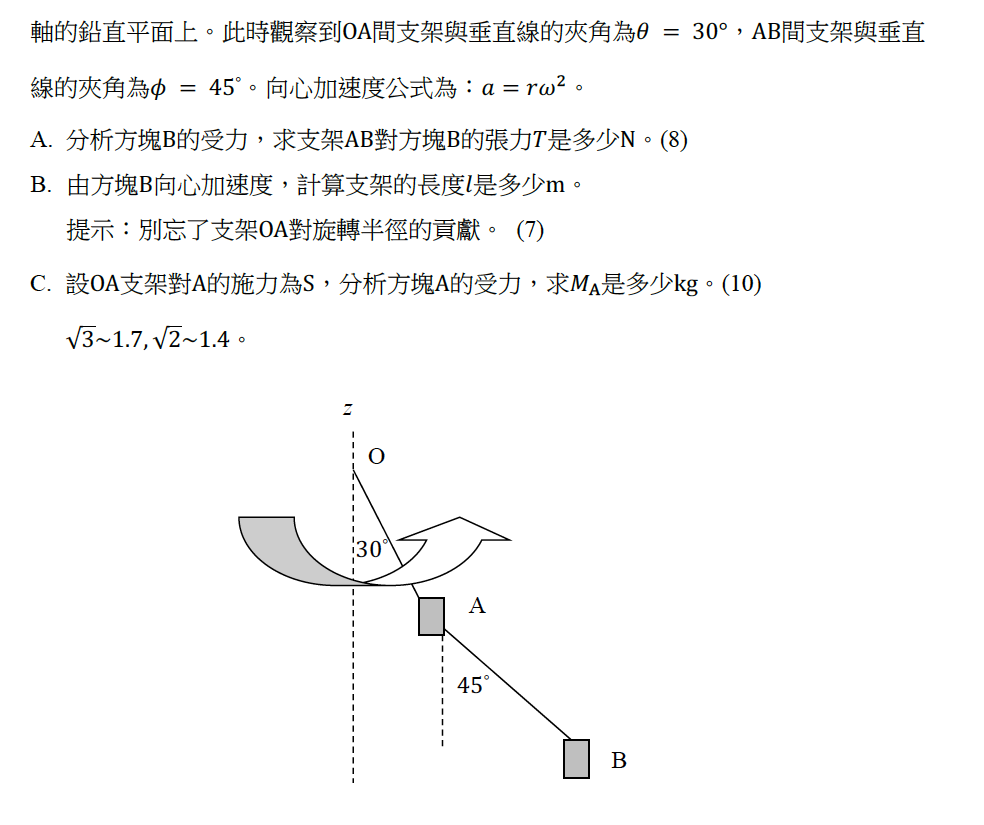 軸的鉛直平面上。此時觀察到OA間支架與垂直線的夾角為θ = 30°，AB間支架與垂直
線的夾角為ϕ = 45°。向心加速度公式為：a = rω²。
A. 分析方塊B的受力，求支架AB對方塊B的張力T是多少N。(8)
B. 由方塊B向心加速度，計算支架的長度l是多少m。
提示：別忘了支架OA對旋轉半徑的貢獻。 (7)
C. 設OA支架對A的施力為S，分析方塊A的受力，求M_A是多少kg。(10)
√3~1.7, √2~1.4。
z
O
30°
A
45°
B